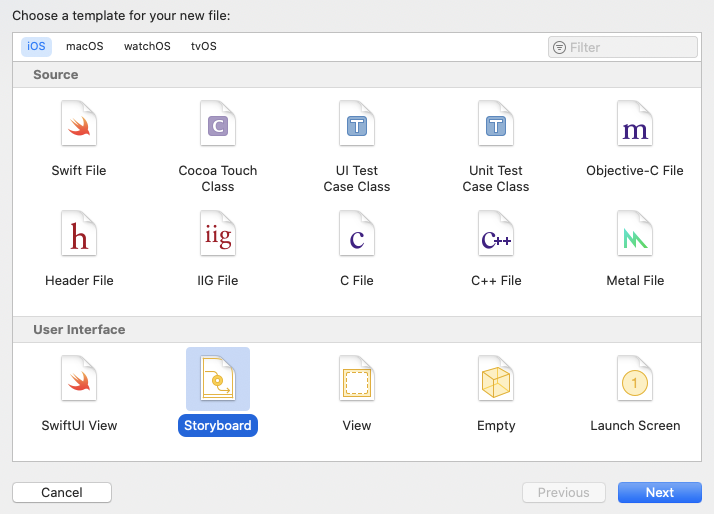 Choose a template for your new file:
iOS macOS watchOS tvOS Filter
Source
C T T m
Swift File Cocoa Touch Class UI Test Case Class Unit Test Case Class Objective-C File
h iig c c++
Header File IIG File C File C++ File Metal File
User Interface
1
SwiftUI View Storyboard View Empty Launch Screen
Cancel Previous Next